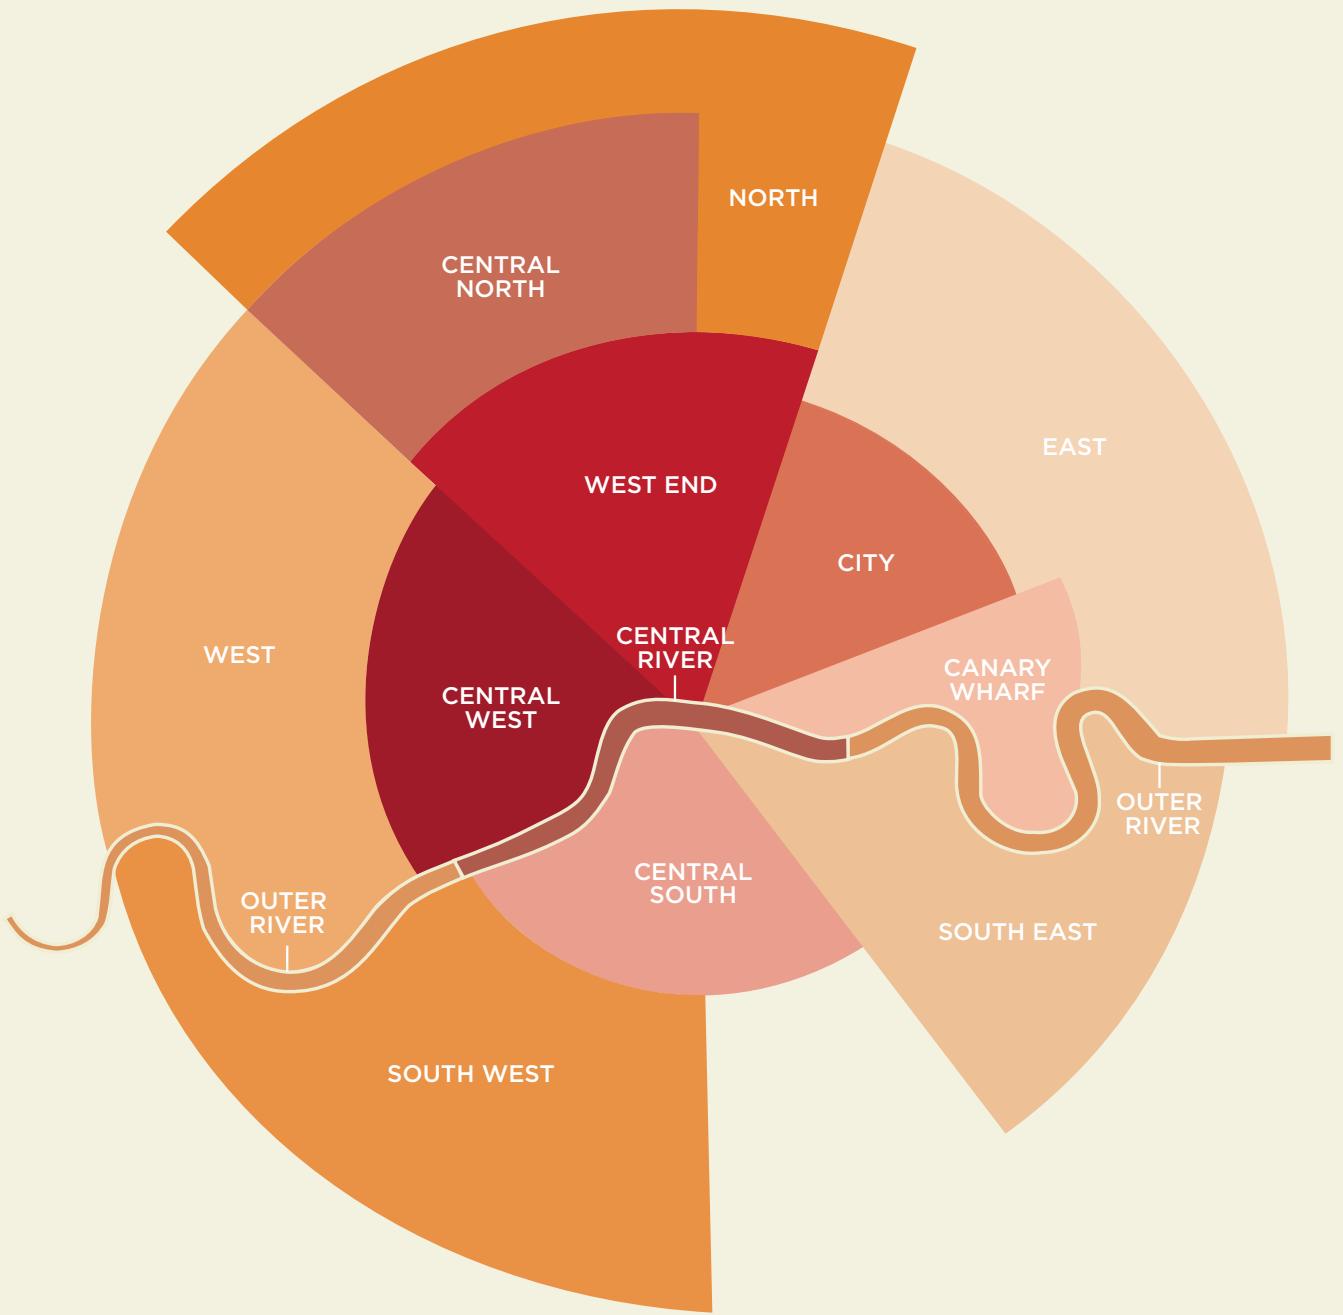 NORTH
CENTRAL
NORTH
EAST
WEST END
CITY
CENTRAL
RIVER
WEST
CANARY
WHARF
CENTRAL
WEST
OUTER
RIVER
CENTRAL
SOUTH
OUTER
RIVER
SOUTH EAST
SOUTH WEST